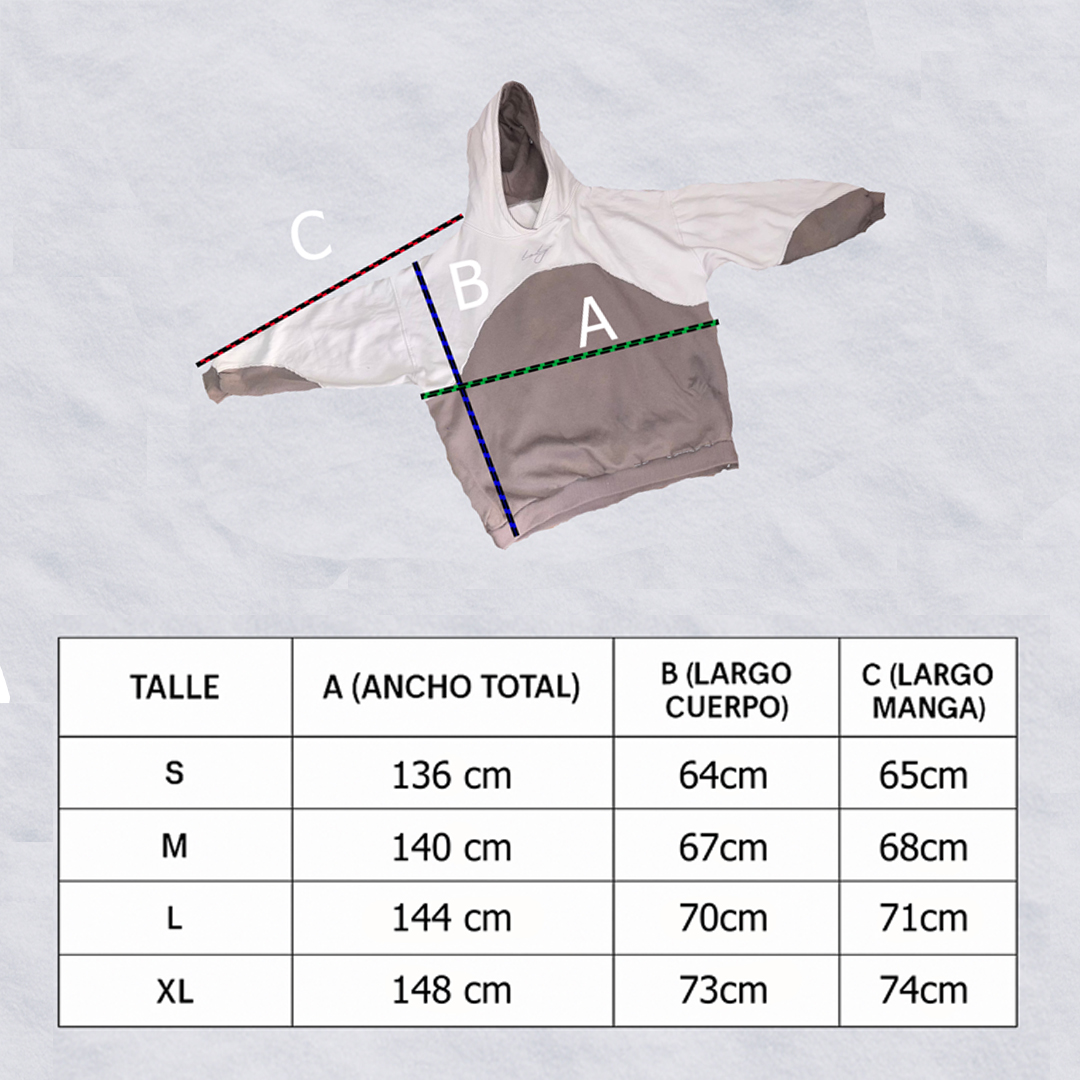 C
B
A
TALLE
A (ANCHO TOTAL)
B (LARGO
CUERPO)
C (LARGO
MANGA)
S
136 cm
64cm
65cm
M
140 cm
67cm
68cm
L
144 cm
70cm
71cm
XL
148 cm
73cm
74cm